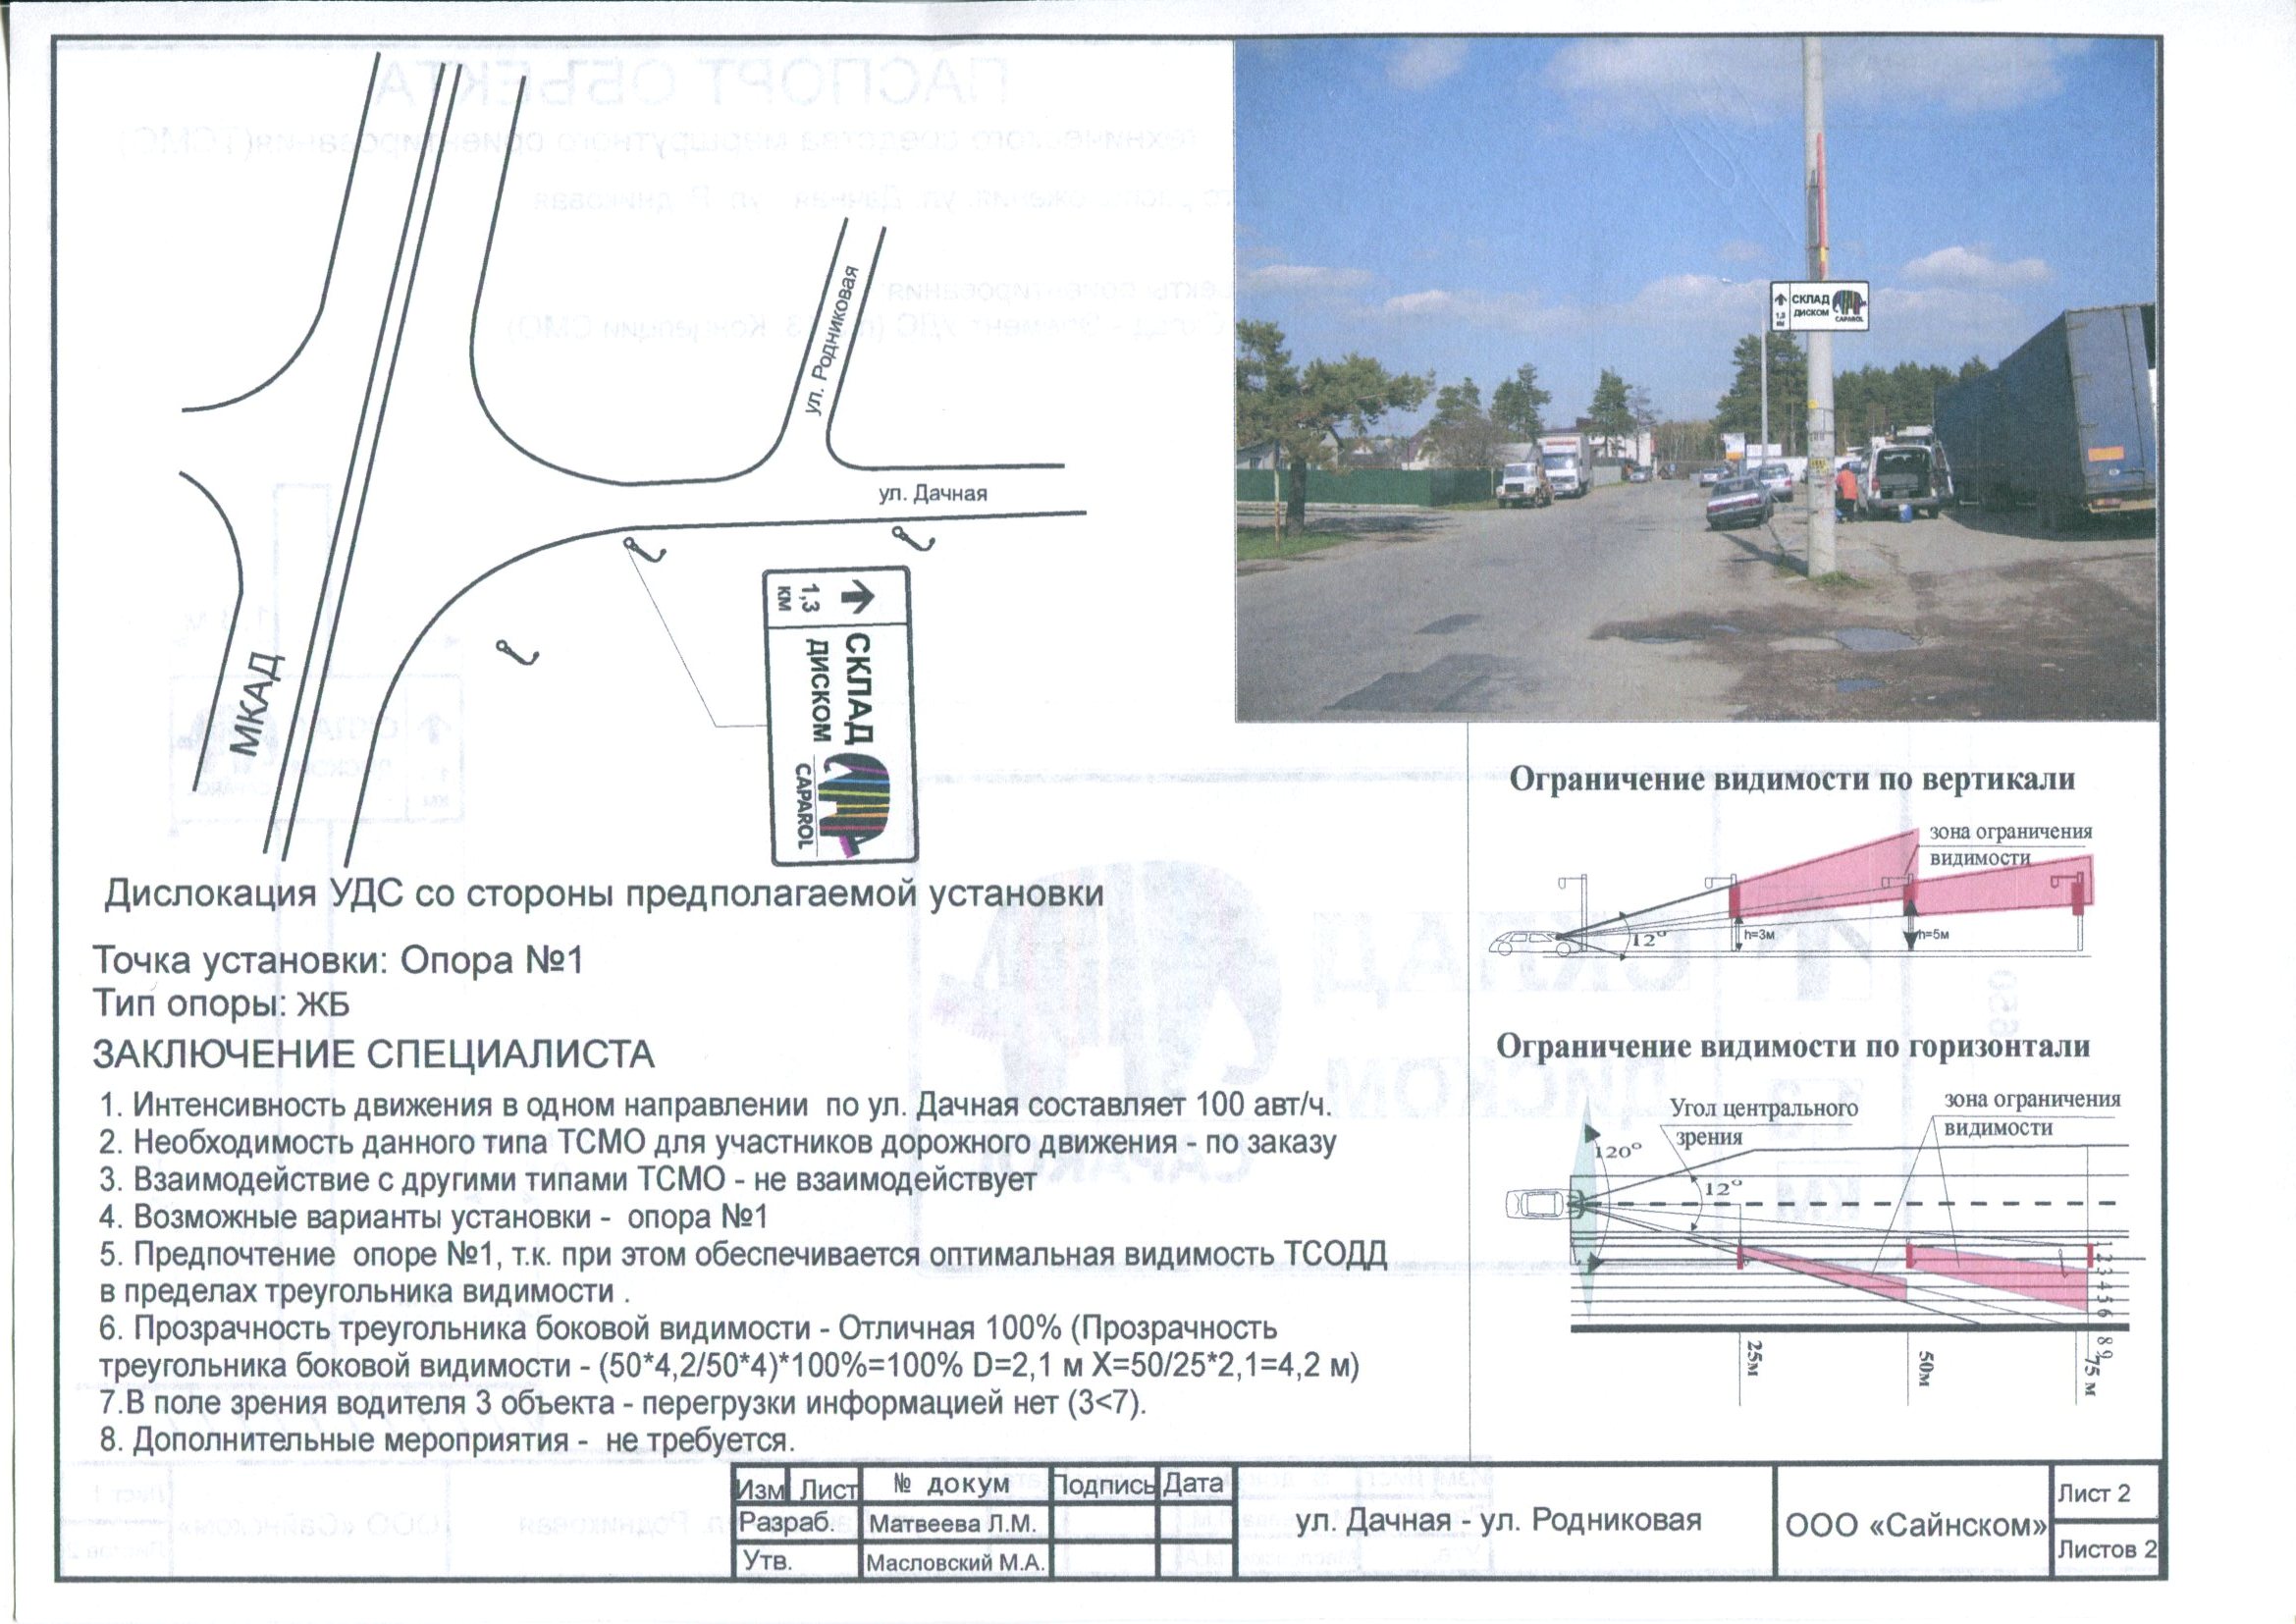 ул. Родниковая
ул. Дачная
МКАД
1,3
км
СКЛАД
ДИСКОМ
CAPAROL
СКЛАД
ДИСКОМ
CAPAROL
1,3
км
Дислокация УДС со стороны предполагаемой установки
Точка установки: Опора №1
Тип опоры: ЖБ
ЗАКЛЮЧЕНИЕ СПЕЦИАЛИСТА
1. Интенсивность движения в одном направлении по ул. Дачная составляет 100 авт/ч.
2. Необходимость данного типа ТСМО для участников дорожного движения - по заказу
3. Взаимодействие с другими типами ТСМО - не взаимодействует
4. Возможные варианты установки - опора №1
5. Предпочтение опоре №1, т.к. при этом обеспечивается оптимальная видимость ТСОДД
в пределах треугольника видимости .
6. Прозрачность треугольника боковой видимости - Отличная 100% (Прозрачность
треугольника боковой видимости - (50*4,2/50*4)*100%=100% D=2,1 м X=50/25*2,1=4,2 м)
7.В поле зрения водителя 3 объекта - перегрузки информацией нет (3<7).
8. Дополнительные мероприятия - не требуется.
Ограничение видимости по вертикали
зона ограничения
видимости
12°
h=3м
h=5м
Ограничение видимости по горизонтали
Угол центрального
зрения
зона ограничения
видимости
120°
12°
1 2 3 4 5 6 8 9
25м
50м
75 м
Изм Лист № докум Подпись Дата
Разраб. Матвеева Л.М.
Утв. Масловский М.А.
ул. Дачная - ул. Родниковая
ООО «Сайнском»
Лист 2
Листов 2